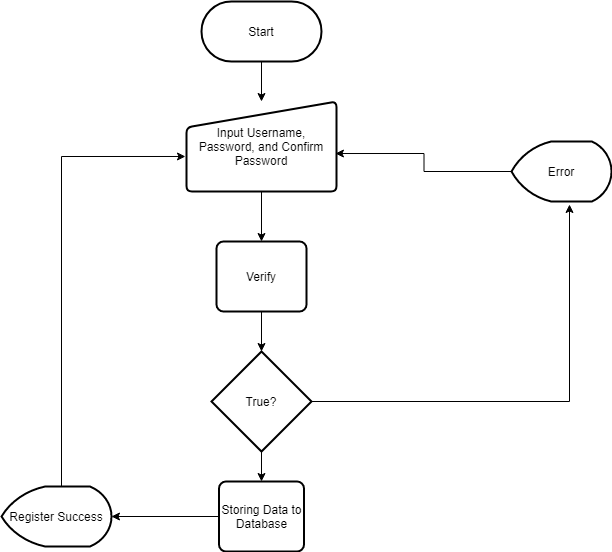 Start
Input Username,
Password, and Confirm
Password
Error
Verify
True?
Storing Data to
Database
Register Success